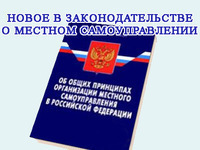 НОВОЕ В ЗАКОНОДАТЕЛЬСТВЕ
О МЕСТНОМ САМОУПРАВЛЕНИИ
ОБ ОБЩИХ ПРИНЦИПАХ
ОРГАНИЗАЦИИ МЕСТНОГО
САМОУПРАВЛЕНИЯ
В РОССИЙСКОЙ ФЕДЕРАЦИИ